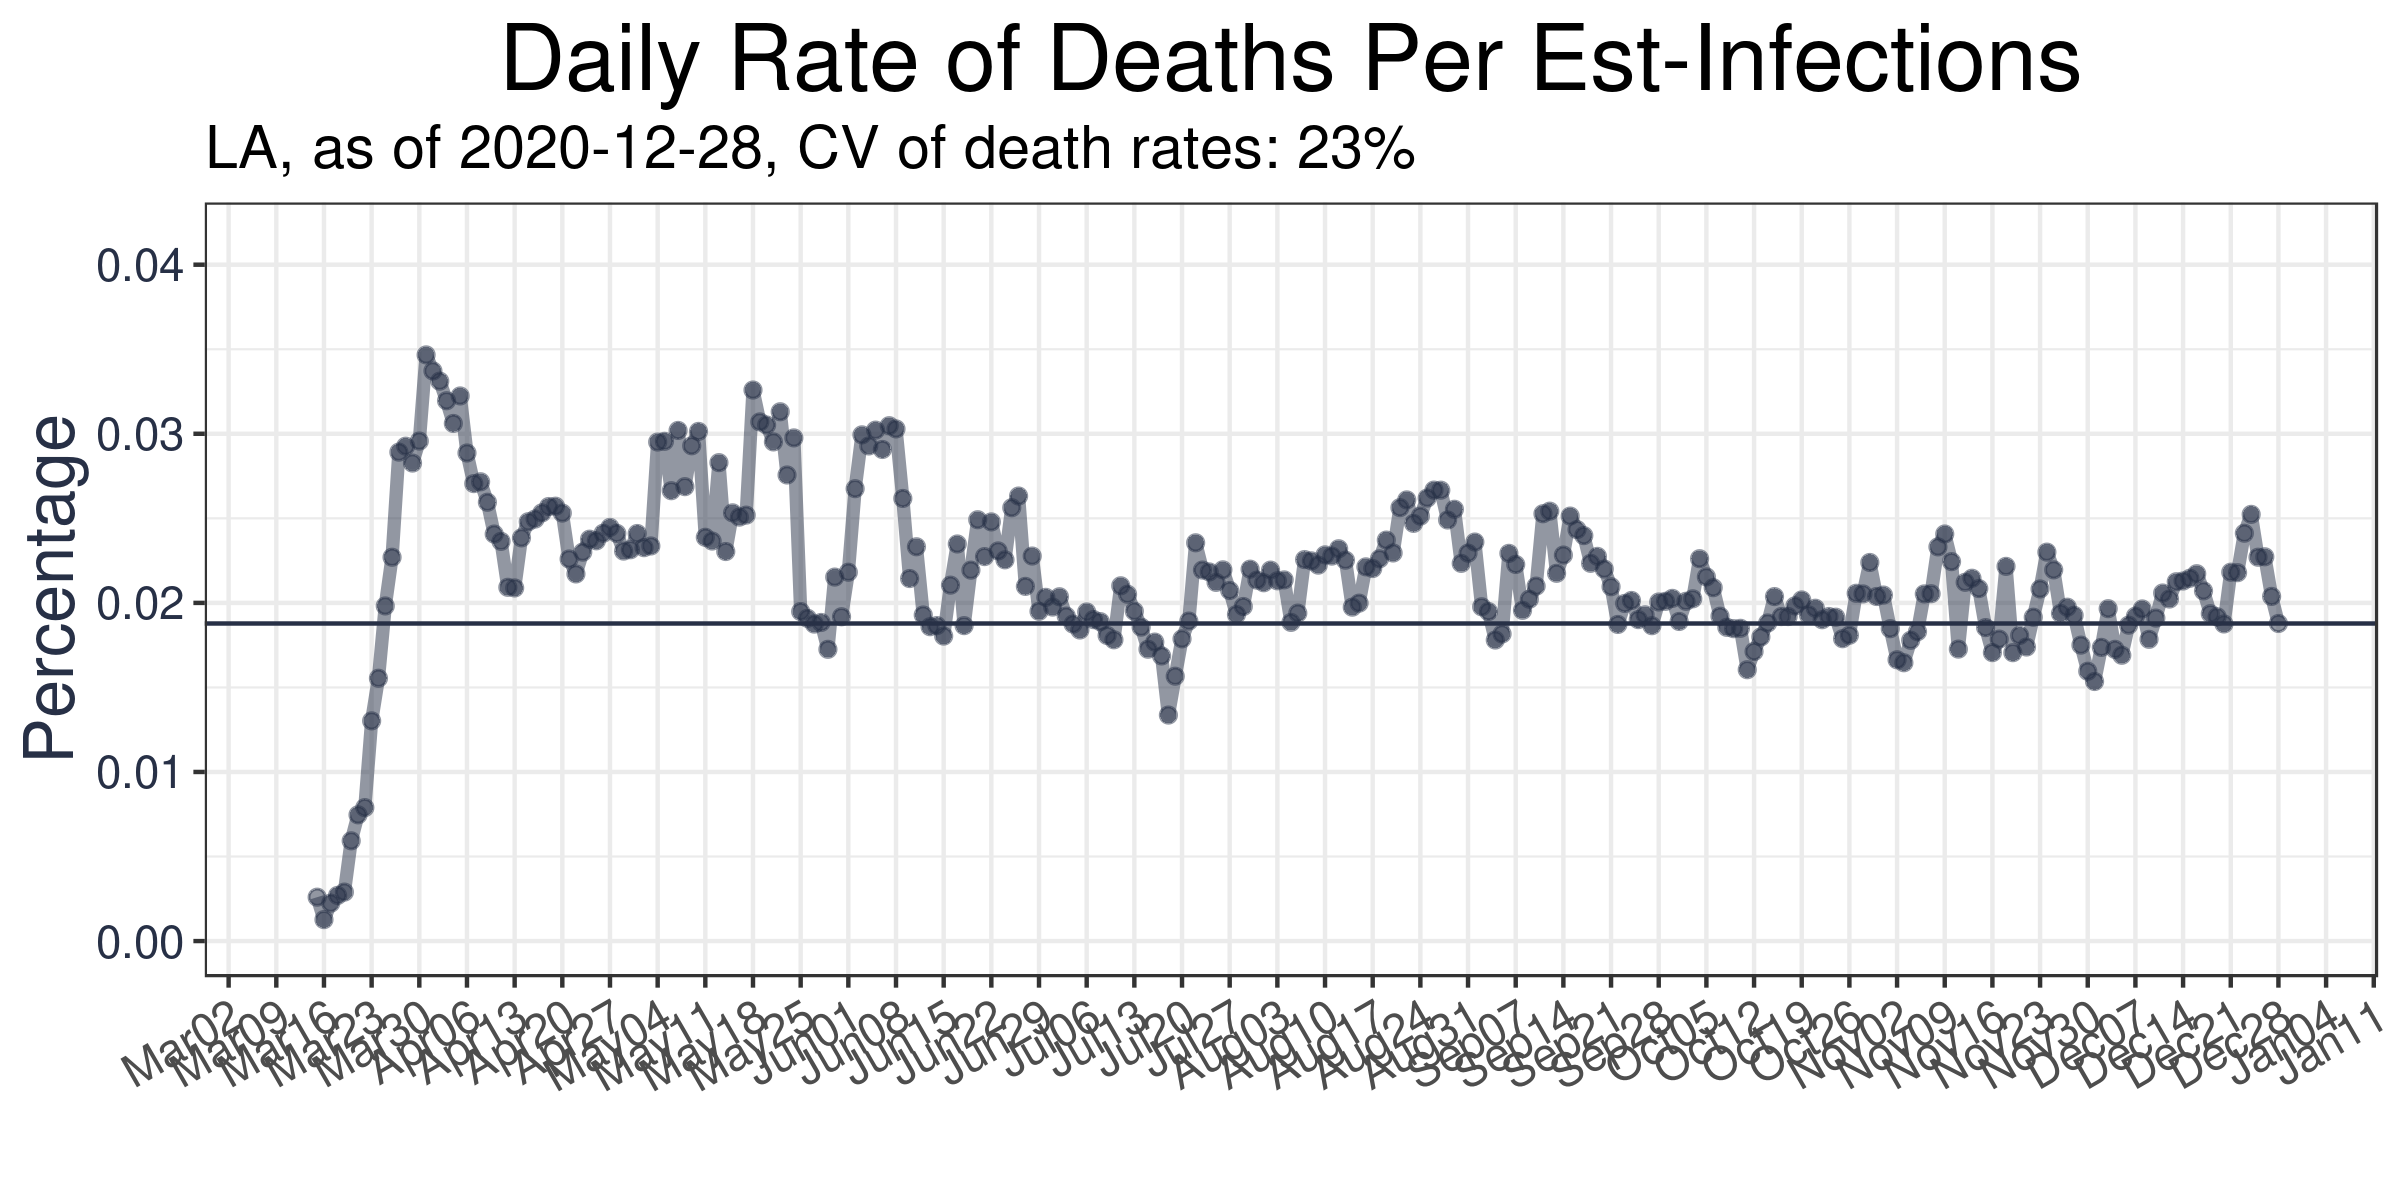 Daily Rate of Deaths Per Est-Infections
LA, as of 2020-12-28, CV of death rates: 23%
Percentage
0.04
0.03
0.02
0.01
0.00
Mar02
Mar09
Mar16
Mar23
Mar30
Apr06
Apr13
Apr20
Apr27
May04
May11
May18
May25
Jun01
Jun08
Jun15
Jun22
Jun29
Jul06
Jul13
Jul20
Jul27
Aug03
Aug10
Aug17
Aug24
Aug31
Sep07
Sep14
Sep21
Sep28
Oct05
Oct12
Oct19
Oct26
Nov02
Nov09
Nov16
Nov23
Nov30
Dec07
Dec14
Dec21
Dec28
Jan04
Jan11